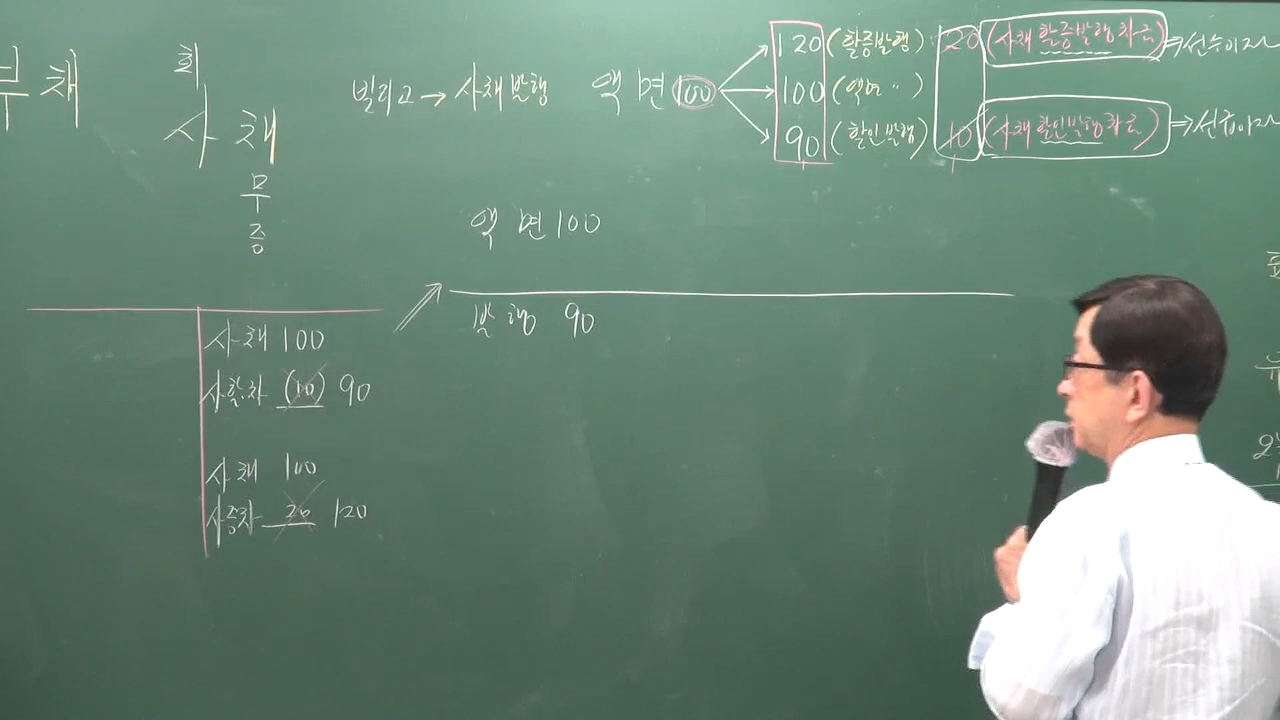 부채
회
사채
무
증
빌리고 → 사채발행
액면 100
120 (할증발행) 20 (사채할증발행차금) ⇒ 선수이자
100 (액면 〃)
90 (할인발행) 10 (사채할인발행차금) ⇒ 선급이자
액면 100
발행 90
사채 100
사할차 (10) 90
사채 100
사증차 20 120